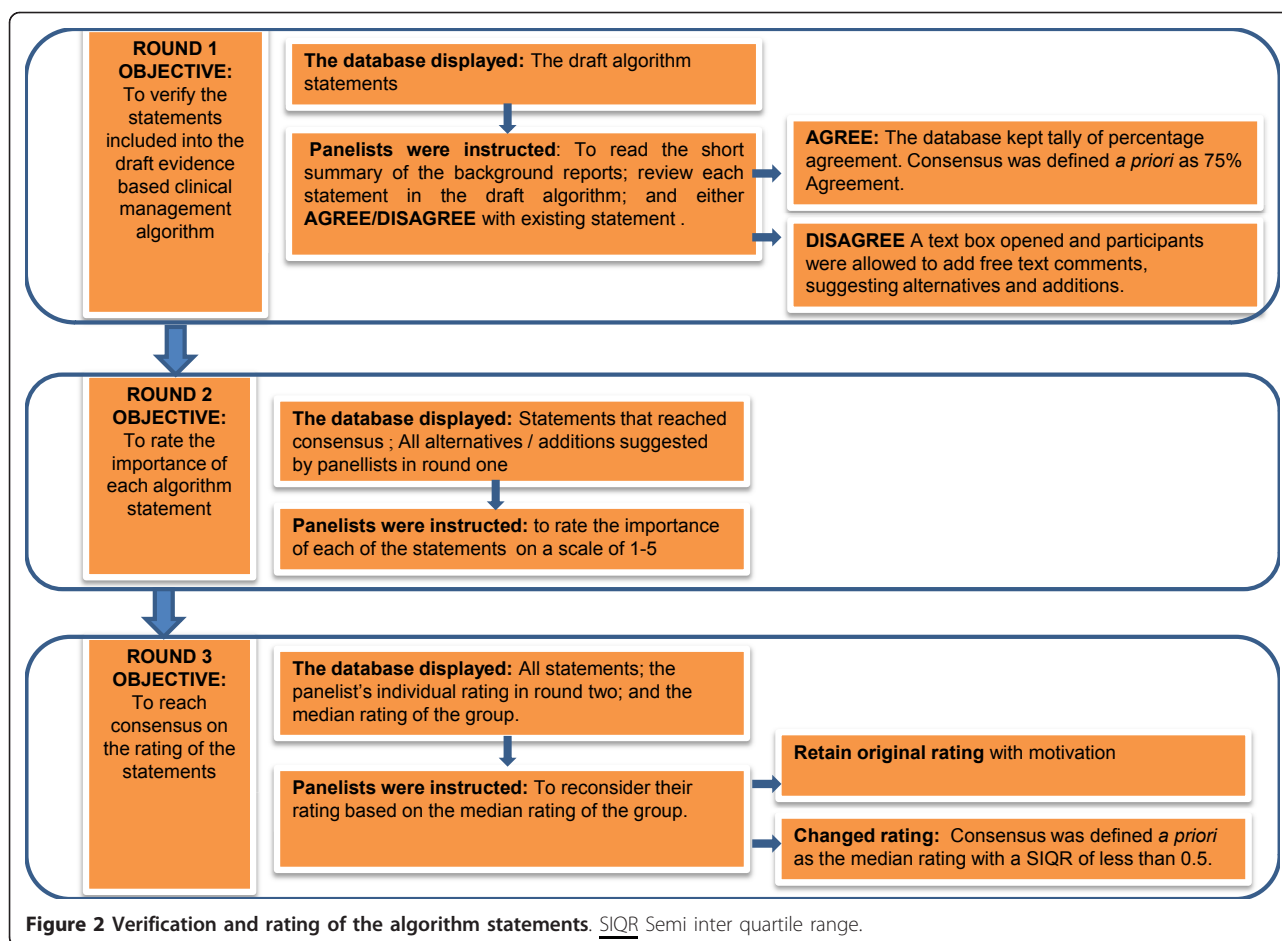 ROUND 1
OBJECTIVE:
To verify the
statements
included into the
draft evidence
based clinical
management
algorithm
The database displayed: The draft algorithm
statements
Panelists were instructed: To read the short
summary of the background reports; review each
statement in the draft algorithm; and either
AGREE/DISAGREE with existing statement .
AGREE: The database kept tally of percentage
agreement. Consensus was defined a priori as 75%
Agreement.
DISAGREE A text box opened and participants
were allowed to add free text comments,
suggesting alternatives and additions.
ROUND 2
OBJECTIVE:
To rate the
importance of
each algorithm
statement
The database displayed: Statements that reached
consensus ; All alternatives / additions suggested
by panellists in round one
Panelists were instructed: to rate the importance
of each of the statements on a scale of 1-5
ROUND 3
OBJECTIVE:
To reach
consensus on
the rating of the
statements
The database displayed: All statements; the
panelist's individual rating in round two; and the
median rating of the group.
Panelists were instructed: To reconsider their
rating based on the median rating of the group.
Retain original rating with motivation
Changed rating: Consensus was defined a priori
as the median rating with a SIQR of less than 0.5.
Figure 2 Verification and rating of the algorithm statements. SIQR Semi inter quartile range.